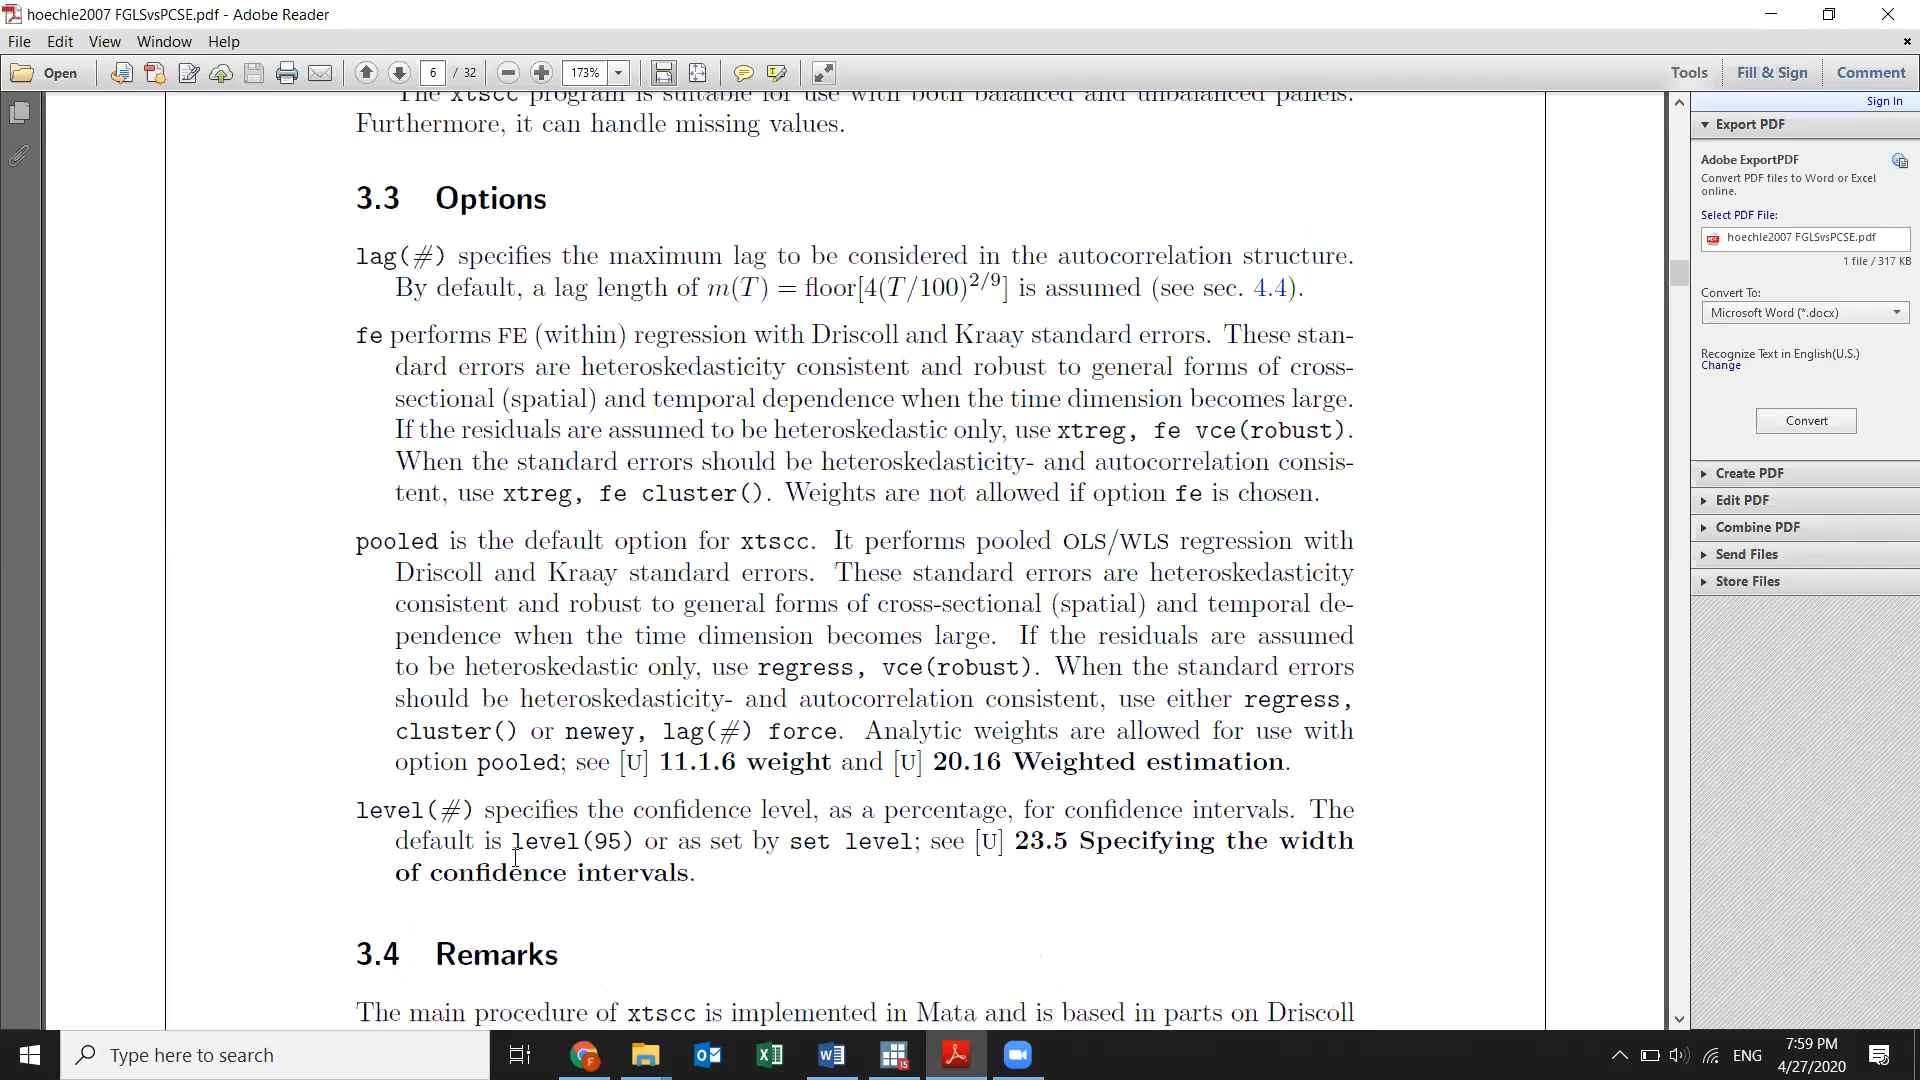 hoechle2007 FGLSvsPCSE.pdf - Adobe Reader
File Edit View Window Help
Open 6 / 32 173% Tools Fill & Sign Comment
Sign In
The xtscc program is suitable for use with both balanced and unbalanced panels.
Furthermore, it can handle missing values.
3.3 Options
lag(#) specifies the maximum lag to be considered in the autocorrelation structure.
By default, a lag length of m(T) = floor[4(T/100)^{2/9}] is assumed (see sec. 4.4).
fe performs FE (within) regression with Driscoll and Kraay standard errors. These stan-
dard errors are heteroskedasticity consistent and robust to general forms of cross-
sectional (spatial) and temporal dependence when the time dimension becomes large.
If the residuals are assumed to be heteroskedastic only, use xtreg, fe vce(robust).
When the standard errors should be heteroskedasticity- and autocorrelation consis-
tent, use xtreg, fe cluster(). Weights are not allowed if option fe is chosen.
pooled is the default option for xtscc. It performs pooled OLS/WLS regression with
Driscoll and Kraay standard errors. These standard errors are heteroskedasticity
consistent and robust to general forms of cross-sectional (spatial) and temporal de-
pendence when the time dimension becomes large. If the residuals are assumed
to be heteroskedastic only, use regress, vce(robust). When the standard errors
should be heteroskedasticity- and autocorrelation consistent, use either regress,
cluster() or newey, lag(#) force. Analytic weights are allowed for use with
option pooled; see [U] 11.1.6 weight and [U] 20.16 Weighted estimation.
level(#) specifies the confidence level, as a percentage, for confidence intervals. The
default is level(95) or as set by set level; see [U] 23.5 Specifying the width
of confidence intervals.
3.4 Remarks
The main procedure of xtscc is implemented in Mata and is based in parts on Driscoll
Export PDF
Adobe ExportPDF
Convert PDF files to Word or Excel
online.
Select PDF File:
hoechle2007 FGLSvsPCSE.pdf
1 file / 317 KB
Convert To:
Microsoft Word (*.docx)
Recognize Text in English(U.S.)
Change
Convert
Create PDF
Edit PDF
Combine PDF
Send Files
Store Files
Type here to search
ENG
7:59 PM
4/27/2020